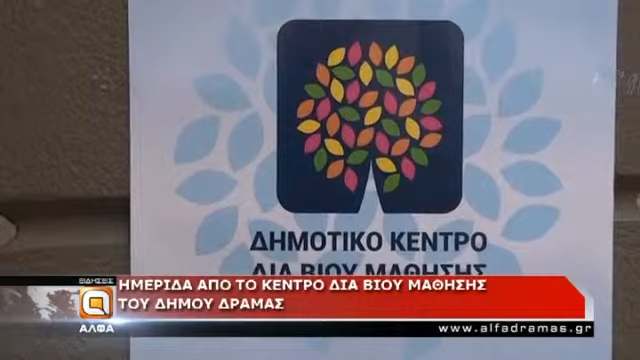 ΔΗΜΟΤΙΚΟ ΚΕΝΤΡΟ
ΔΙΑ ΒΙΟΥ ΜΑΘΗΣΗΣ
ΕΙΔΗΣΕΙΣ
ΑΛΦΑ
ΗΜΕΡΙΔΑ ΑΠΟ ΤΟ ΚΕΝΤΡΟ ΔΙΑ ΒΙΟΥ ΜΑΘΗΣΗΣ
ΤΟΥ ΔΗΜΟΥ ΔΡΑΜΑΣ
www.alfadramas.gr